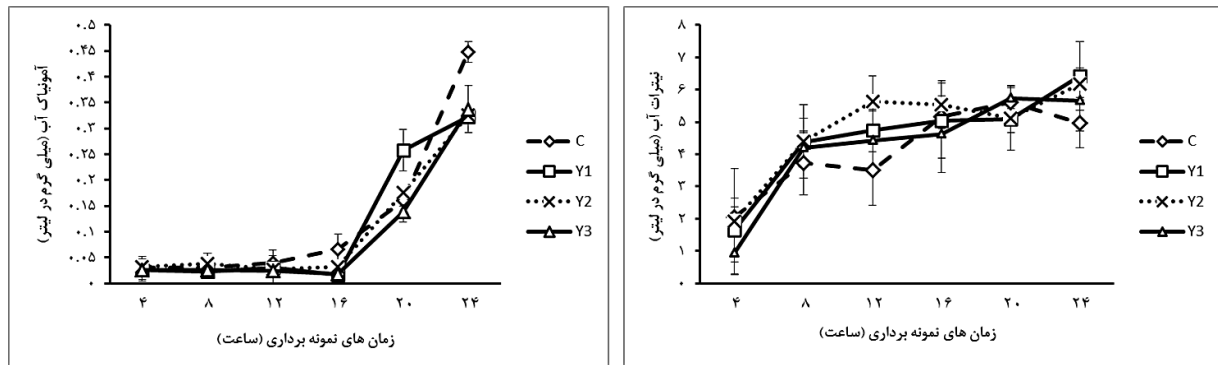 آمونیاک آب (میلی گرم در لیتر)
۰.۵
۰.۴۵
۰.۴
۰.۳۵
۰.۳
۰.۲۵
۰.۲
۰.۱۵
۰.۱
۰.۰۵
۰
۴ ۸ ۱۲ ۱۶ ۲۰ ۲۴
زمان های نمونه برداری (ساعت)
C
Y1
Y2
Y3
نیترات آب (میلی گرم در لیتر)
۸
۷
۶
۵
۴
۳
۲
۱
۰
۴ ۸ ۱۲ ۱۶ ۲۰ ۲۴
زمان های نمونه برداری (ساعت)
C
Y1
Y2
Y3